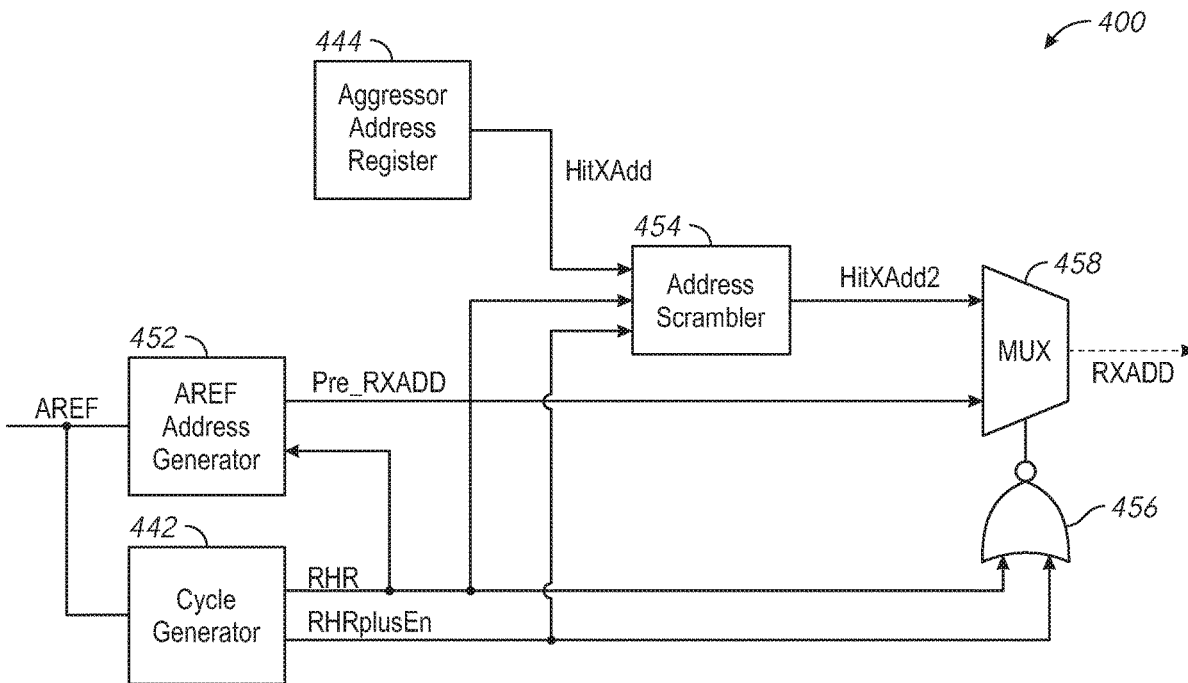 400
444
Aggressor
Address
Register
HitXAdd
454
Address
Scrambler
HitXAdd2
458
MUX
RXADD
452
AREF
AREF
Address
Generator
Pre_RXADD
442
Cycle
Generator
RHR
RHRplusEn
456